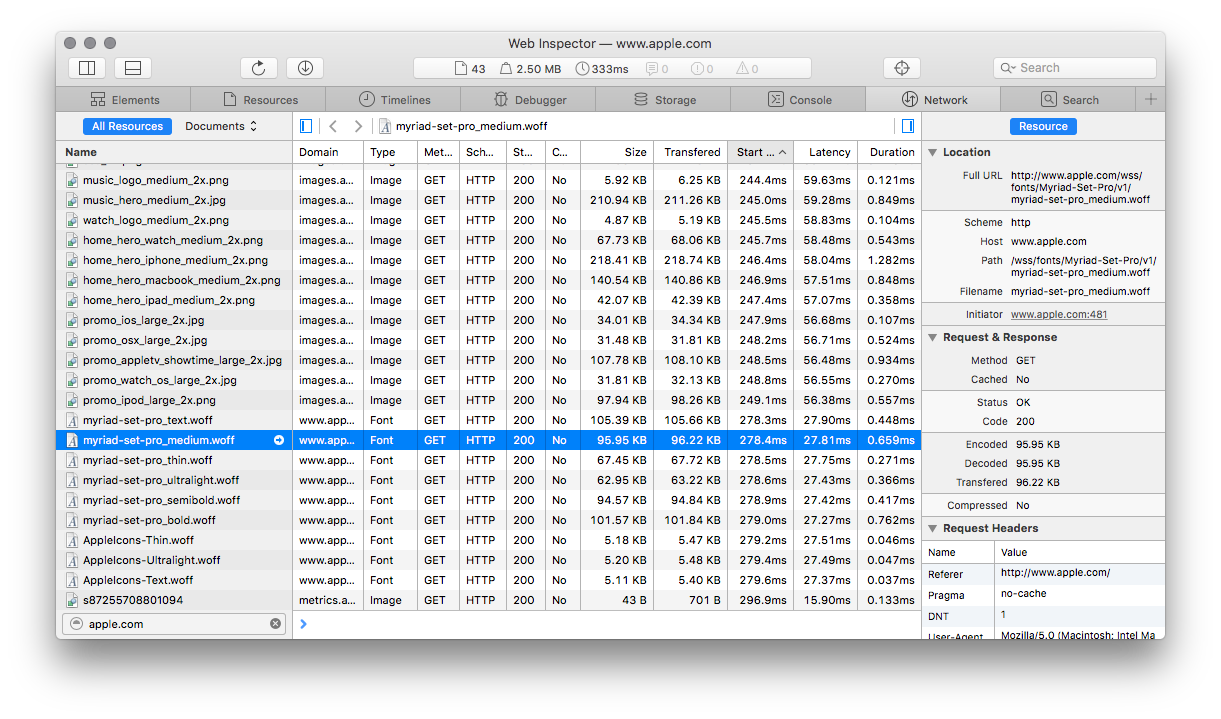 Web Inspector — www.apple.com
43 2.50 MB 333ms 0 0 0
Search
Elements Resources Timelines Debugger Storage Console Network Search
All Resources Documents
myriad-set-pro_medium.woff
Resource
Name Domain Type Met... Sch... St... C... Size Transfered Start ... Latency Duration
music_logo_medium_2x.png images.a... Image GET HTTP 200 No 5.92 KB 6.25 KB 244.4ms 59.63ms 0.121ms
music_hero_medium_2x.jpg images.a... Image GET HTTP 200 No 210.94 KB 211.26 KB 245.0ms 59.28ms 0.849ms
watch_logo_medium_2x.png images.a... Image GET HTTP 200 No 4.87 KB 5.19 KB 245.5ms 58.83ms 0.104ms
home_hero_watch_medium_2x.png images.a... Image GET HTTP 200 No 67.73 KB 68.06 KB 245.7ms 58.48ms 0.543ms
home_hero_iphone_medium_2x.png images.a... Image GET HTTP 200 No 218.41 KB 218.74 KB 246.4ms 58.04ms 1.282ms
home_hero_macbook_medium_2x.png images.a... Image GET HTTP 200 No 140.54 KB 140.86 KB 246.9ms 57.51ms 0.848ms
home_hero_ipad_medium_2x.png images.a... Image GET HTTP 200 No 42.07 KB 42.39 KB 247.4ms 57.07ms 0.358ms
promo_ios_large_2x.jpg images.a... Image GET HTTP 200 No 34.01 KB 34.34 KB 247.9ms 56.68ms 0.107ms
promo_osx_large_2x.jpg images.a... Image GET HTTP 200 No 31.48 KB 31.81 KB 248.2ms 56.71ms 0.524ms
promo_appletv_showtime_large_2x.jpg images.a... Image GET HTTP 200 No 107.78 KB 108.10 KB 248.5ms 56.48ms 0.934ms
promo_watch_os_large_2x.jpg images.a... Image GET HTTP 200 No 31.81 KB 32.13 KB 248.8ms 56.55ms 0.270ms
promo_ipod_large_2x.png images.a... Image GET HTTP 200 No 97.94 KB 98.26 KB 249.1ms 56.38ms 0.557ms
myriad-set-pro_text.woff www.app... Font GET HTTP 200 No 105.39 KB 105.66 KB 278.1ms 27.90ms 0.448ms
myriad-set-pro_medium.woff www.app... Font GET HTTP 200 No 95.95 KB 96.22 KB 278.4ms 27.81ms 0.659ms
myriad-set-pro_thin.woff www.app... Font GET HTTP 200 No 67.45 KB 67.72 KB 278.5ms 27.75ms 0.271ms
myriad-set-pro_ultralight.woff www.app... Font GET HTTP 200 No 62.95 KB 63.22 KB 278.6ms 27.43ms 0.366ms
myriad-set-pro_semibold.woff www.app... Font GET HTTP 200 No 94.57 KB 94.84 KB 278.9ms 27.42ms 0.417ms
myriad-set-pro_bold.woff www.app... Font GET HTTP 200 No 101.57 KB 101.84 KB 279.0ms 27.27ms 0.762ms
AppleIcons-Thin.woff www.app... Font GET HTTP 200 No 5.18 KB 5.47 KB 279.2ms 27.51ms 0.046ms
AppleIcons-Ultralight.woff www.app... Font GET HTTP 200 No 5.20 KB 5.48 KB 279.4ms 27.49ms 0.047ms
AppleIcons-Text.woff www.app... Font GET HTTP 200 No 5.11 KB 5.40 KB 279.6ms 27.37ms 0.037ms
s87255708801094 metrics.a... Image GET HTTP 200 No 43 B 701 B 296.9ms 15.90ms 0.133ms
apple.com
Location
Full URL http://www.apple.com/wss/
fonts/Myriad-Set-Pro/v1/
myriad-set-pro_medium.woff
Scheme http
Host www.apple.com
Path /wss/fonts/Myriad-Set-Pro/v1/
myriad-set-pro_medium.woff
Filename myriad-set-pro_medium.woff
Initiator www.apple.com:481
Request & Response
Method GET
Cached No
Status OK
Code 200
Encoded 95.95 KB
Decoded 95.95 KB
Transfered 96.22 KB
Compressed No
Request Headers
Name Value
Referer http://www.apple.com/
Pragma no-cache
DNT 1
User-Agent Mozilla/5.0 (Macintosh; Intel Ma